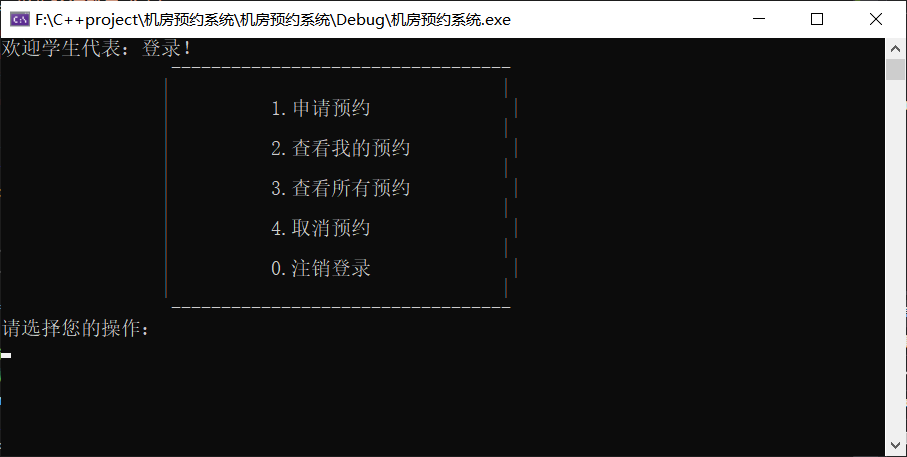 F:\C++project\机房预约系统\机房预约系统\Debug\机房预约系统.exe
欢迎学生代表：登录！
----------------------------------
|                                 |
|          1.申请预约              |
|                                 |
|          2.查看我的预约          |
|                                 |
|          3.查看所有预约          |
|                                 |
|          4.取消预约              |
|                                 |
|          0.注销登录              |
|                                 |
----------------------------------
请选择您的操作：